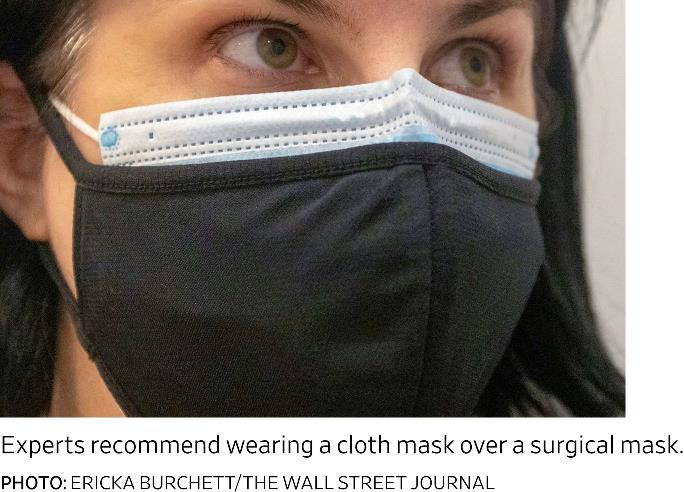 Experts recommend wearing a cloth mask over a surgical mask.
PHOTO: ERICKA BURCHETT/THE WALL STREET JOURNAL